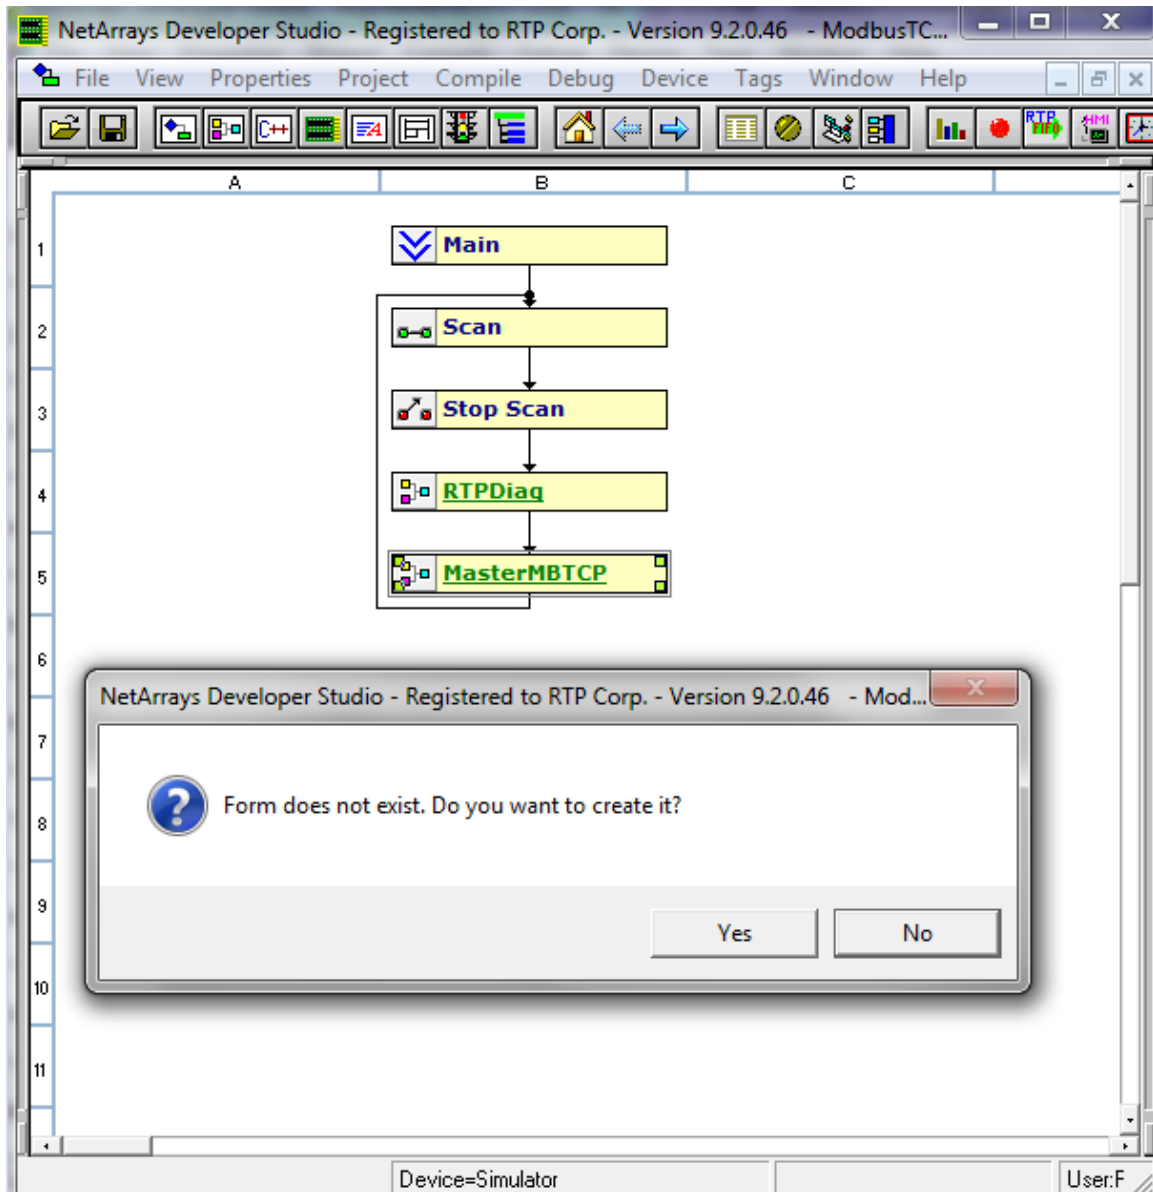 NetArrays Developer Studio - Registered to RTP Corp. - Version 9.2.0.46 - ModbusTC...
File View Properties Project Compile Debug Device Tags Window Help
C++ RTP FIFO HMI
A B C
1 Main
2 Scan
3 Stop Scan
4 RTPDiag
5 MasterMBTCP
6
NetArrays Developer Studio - Registered to RTP Corp. - Version 9.2.0.46 - Mod...
7
Form does not exist. Do you want to create it?
8
9
Yes No
10
11
Device=Simulator User:F